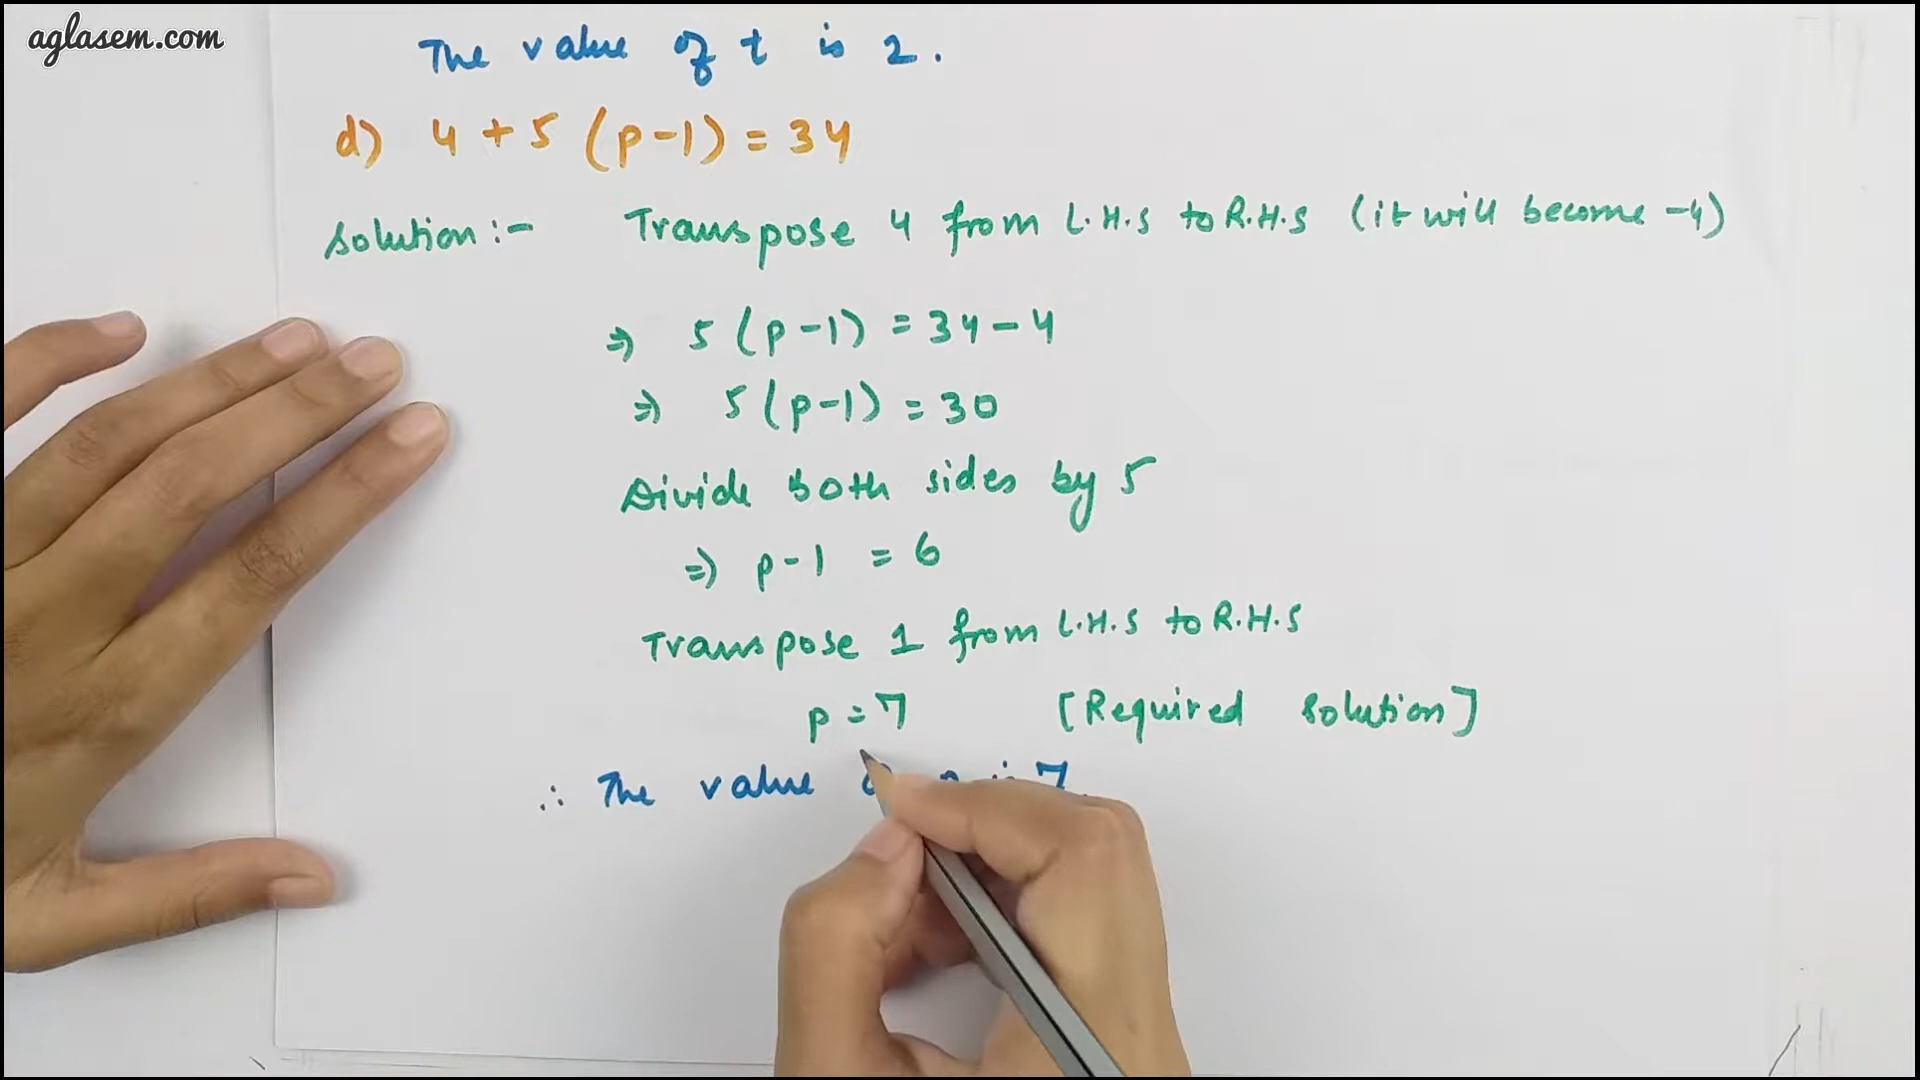 aglasem.com
The value of t is 2.
d) 4 + 5 (p-1) = 34
Solution :- Transpose 4 from L.H.S to R.H.S (it will become -4)
⇒ 5 (p-1) = 34 - 4
⇒ 5 (p-1) = 30
Divide both sides by 5
⇒ p - 1 = 6
Transpose 1 from L.H.S to R.H.S
p = 7 [Required solution]
∴ The value is 7